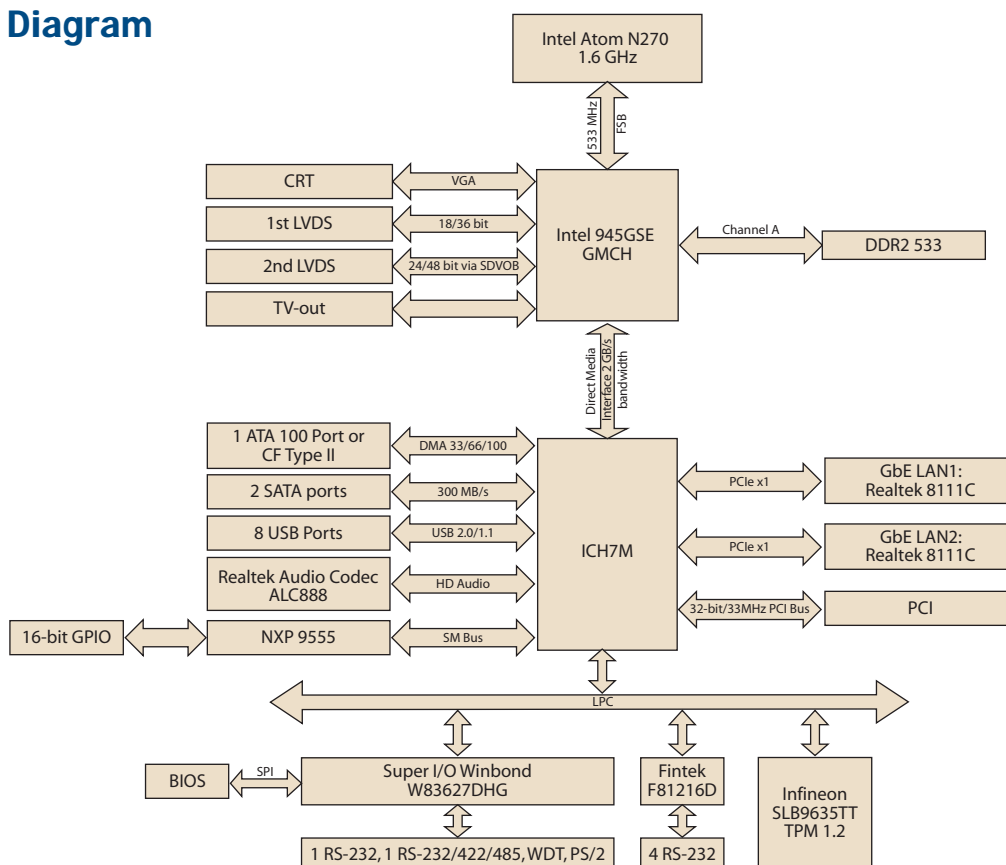 Diagram
Intel Atom N270
1.6 GHz
533 MHz
FSB
CRT
VGA
1st LVDS
18/36 bit
2nd LVDS
24/48 bit via SDVOB
TV-out
Intel 945GSE
GMCH
Channel A
DDR2 533
Direct Media
Interface 2 GB/s
bandwidth
1 ATA 100 Port or
CF Type II
DMA 33/66/100
2 SATA ports
300 MB/s
8 USB Ports
USB 2.0/1.1
Realtek Audio Codec
ALC888
HD Audio
16-bit GPIO
NXP 9555
SM Bus
ICH7M
PCIe x1
GbE LAN1:
Realtek 8111C
PCIe x1
GbE LAN2:
Realtek 8111C
32-bit/33MHz PCI Bus
PCI
LPC
BIOS
SPI
Super I/O Winbond
W83627DHG
Fintek
F81216D
Infineon
SLB9635TT
TPM 1.2
1 RS-232, 1 RS-232/422/485, WDT, PS/2
4 RS-232